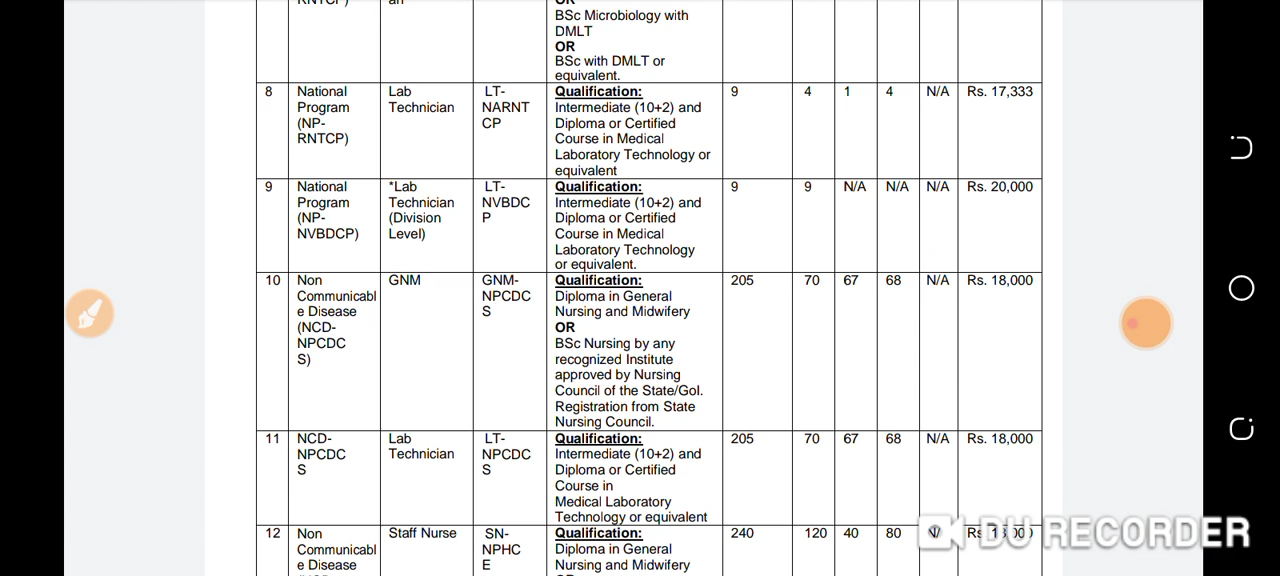 RNTCP)
OR
BSc Microbiology with
DMLT
OR
BSc with DMLT or
equivalent.
8
National
Program
(NP-
RNTCP)
Lab
Technician
LT-
NARNT
CP
Qualification:
Intermediate (10+2) and
Diploma or Certified
Course in Medical
Laboratory Technology or
equivalent
9
4
1
4
N/A
Rs. 17,333
9
National
Program
(NP-
NVBDCP)
*Lab
Technician
(Division
Level)
LT-
NVBDC
P
Qualification:
Intermediate (10+2) and
Diploma or Certified
Course in Medical
Laboratory Technology
or equivalent.
9
9
N/A
N/A
N/A
Rs. 20,000
10
Non
Communicabl
e Disease
(NCD-
NPCDC
S)
GNM
GNM-
NPCDC
S
Qualification:
Diploma in General
Nursing and Midwifery
OR
BSc Nursing by any
recognized Institute
approved by Nursing
Council of the State/GoI.
Registration from State
Nursing Council.
205
70
67
68
N/A
Rs. 18,000
11
NCD-
NPCDC
S
Lab
Technician
LT-
NPCDC
S
Qualification:
Intermediate (10+2) and
Diploma or Certified
Course in
Medical Laboratory
Technology or equivalent
205
70
67
68
N/A
Rs. 18,000
12
Non
Communicabl
e Disease
Staff Nurse
SN-
NPHC
E
Qualification:
Diploma in General
Nursing and Midwifery
240
120
40
80
DU RECORDER